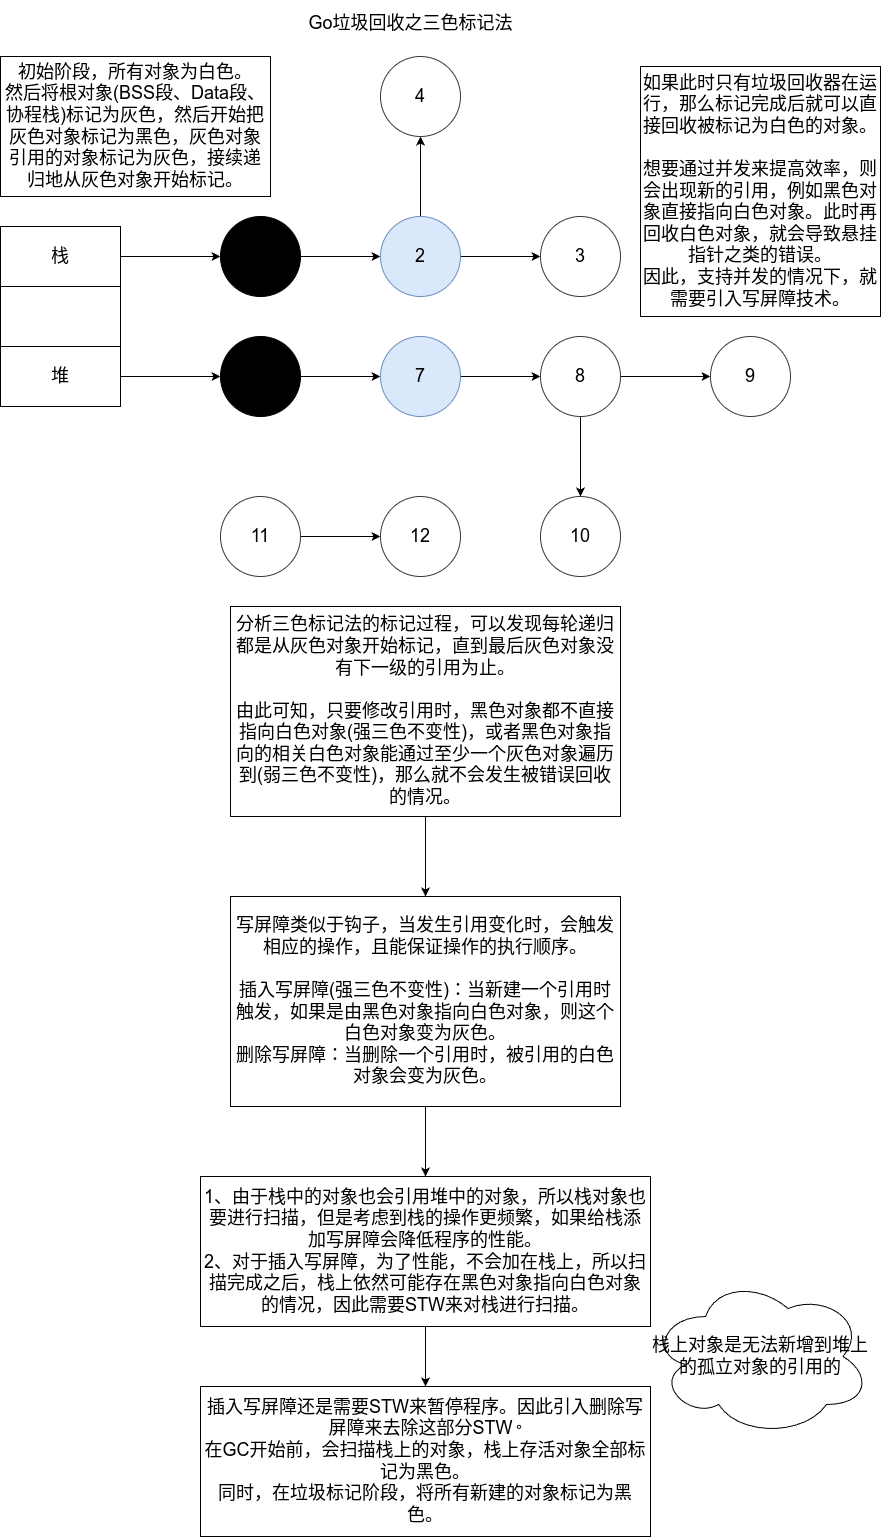 Go垃圾回收之三色标记法
初始阶段，所有对象为白色。
然后将根对象(BSS段、Data段、
协程栈)标记为灰色，然后开始把
灰色对象标记为黑色，灰色对象
引用的对象标记为灰色，接续递
归地从灰色对象开始标记。
4
如果此时只有垃圾回收器在运
行，那么标记完成后就可以直
接回收被标记为白色的对象。
想要通过并发来提高效率，则
会出现新的引用，例如黑色对
象直接指向白色对象。此时再
回收白色对象，就会导致悬挂
指针之类的错误。
因此，支持并发的情况下，就
需要引入写屏障技术。
栈
2
3
堆
7
8
9
11
12
10
分析三色标记法的标记过程，可以发现每轮递归
都是从灰色对象开始标记，直到最后灰色对象没
有下一级的引用为止。
由此可知，只要修改引用时，黑色对象都不直接
指向白色对象(强三色不变性)，或者黑色对象指
向的相关白色对象能通过至少一个灰色对象遍历
到(弱三色不变性)，那么就不会发生被错误回收
的情况。
写屏障类似于钩子，当发生引用变化时，会触发
相应的操作，且能保证操作的执行顺序。
插入写屏障(强三色不变性)：当新建一个引用时
触发，如果是由黑色对象指向白色对象，则这个
白色对象变为灰色。
删除写屏障：当删除一个引用时，被引用的白色
对象会变为灰色。
1、由于栈中的对象也会引用堆中的对象，所以栈对象也
要进行扫描，但是考虑到栈的操作更频繁，如果给栈添
加写屏障会降低程序的性能。
2、对于插入写屏障，为了性能，不会加在栈上，所以扫
描完成之后，栈上依然可能存在黑色对象指向白色对象
的情况，因此需要STW来对栈进行扫描。
栈上对象是无法新增到堆上
的孤立对象的引用的
插入写屏障还是需要STW来暂停程序。因此引入删除写
屏障来去除这部分STW。
在GC开始前，会扫描栈上的对象，栈上存活对象全部标
记为黑色。
同时，在垃圾标记阶段，将所有新建的对象标记为黑
色。